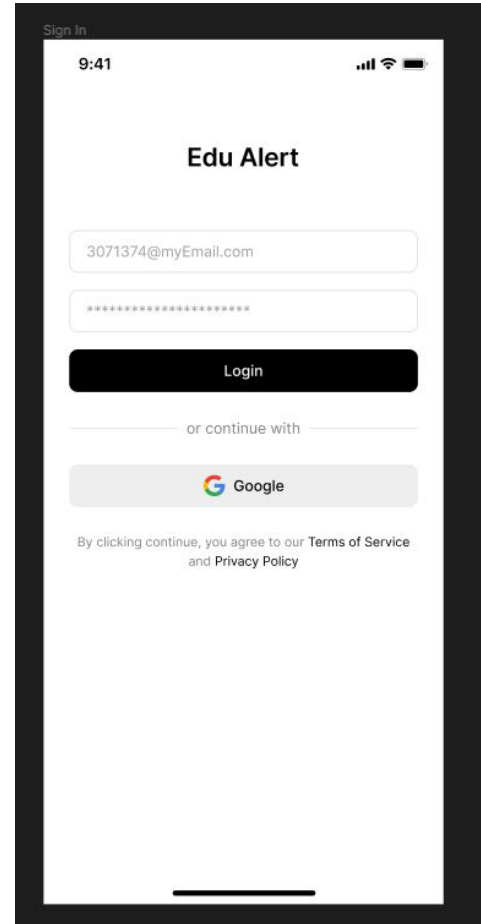 Sign In
9:41
Edu Alert
3071374@myEmail.com
**********************
Login
or continue with
Google
By clicking continue, you agree to our Terms of Service
and Privacy Policy